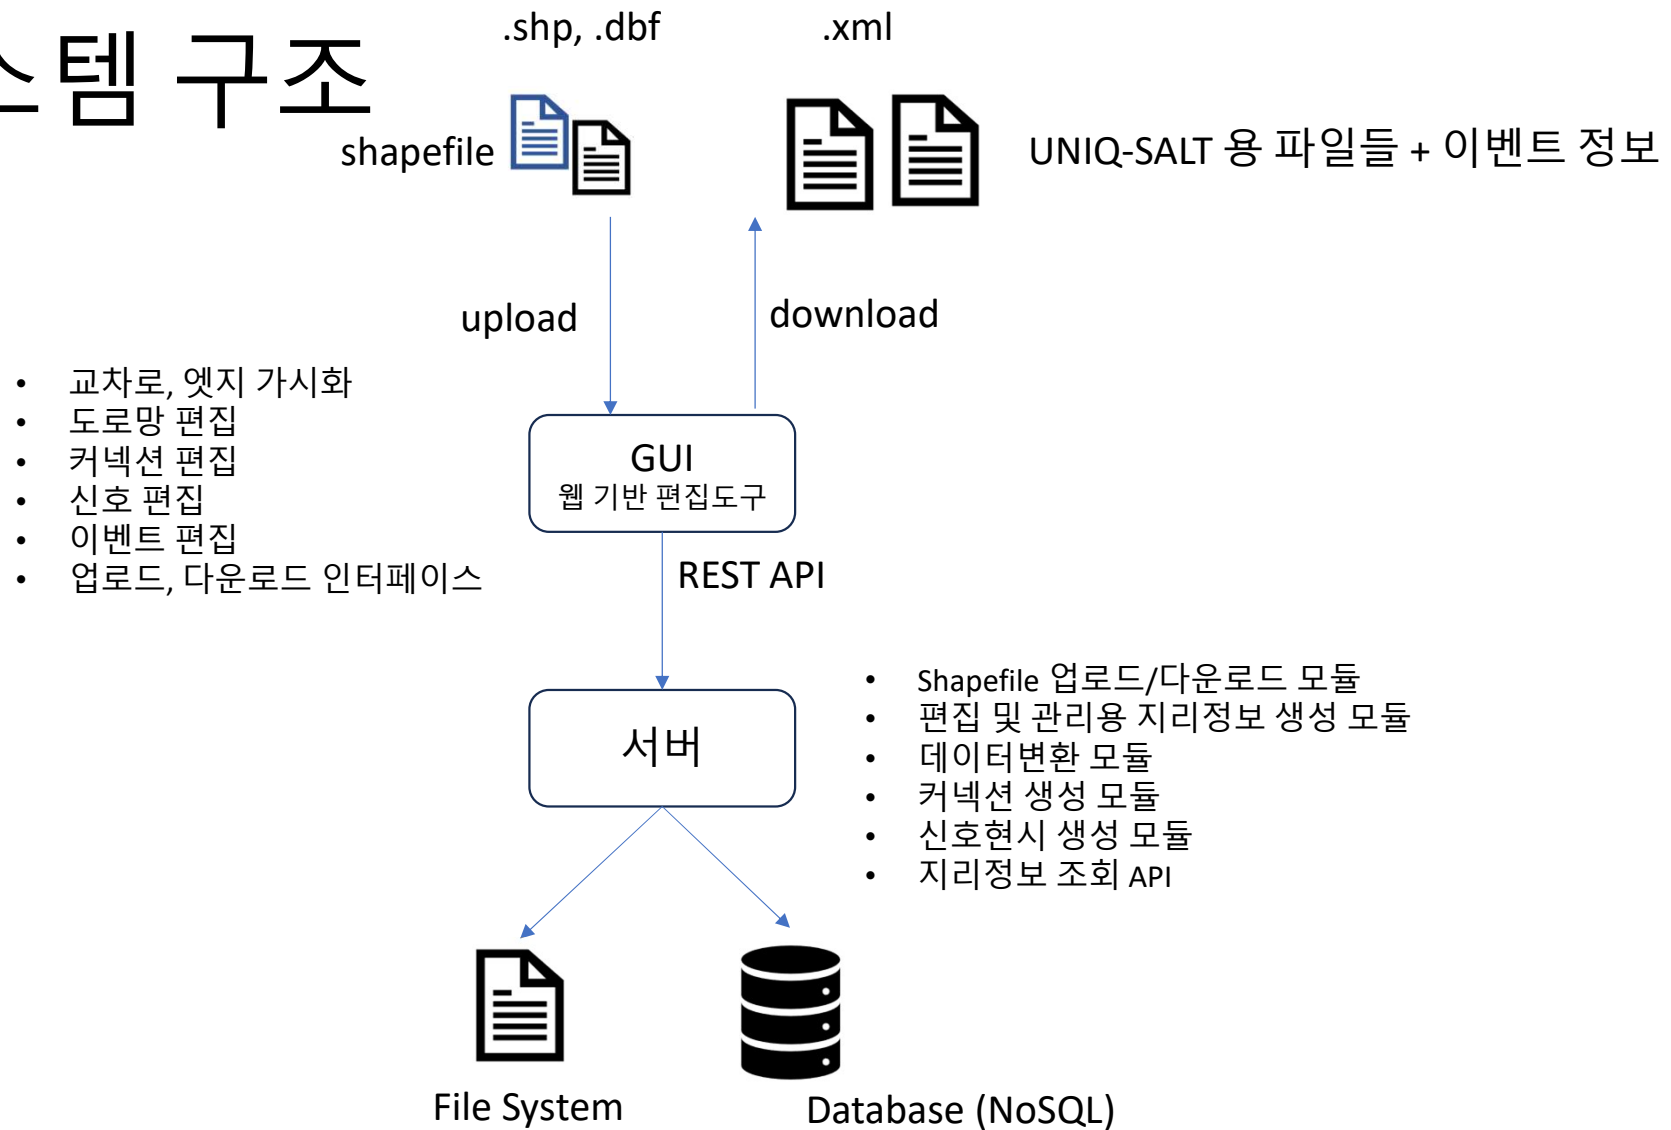 스템 구조
.shp, .dbf
.xml
shapefile
UNIQ-SALT 용 파일들 + 이벤트 정보
upload
download
• 교차로, 엣지 가시화
• 도로망 편집
• 커넥션 편집
• 신호 편집
• 이벤트 편집
• 업로드, 다운로드 인터페이스
GUI
웹 기반 편집도구
REST API
서버
• Shapefile 업로드/다운로드 모듈
• 편집 및 관리용 지리정보 생성 모듈
• 데이터변환 모듈
• 커넥션 생성 모듈
• 신호현시 생성 모듈
• 지리정보 조회 API
File System
Database (NoSQL)